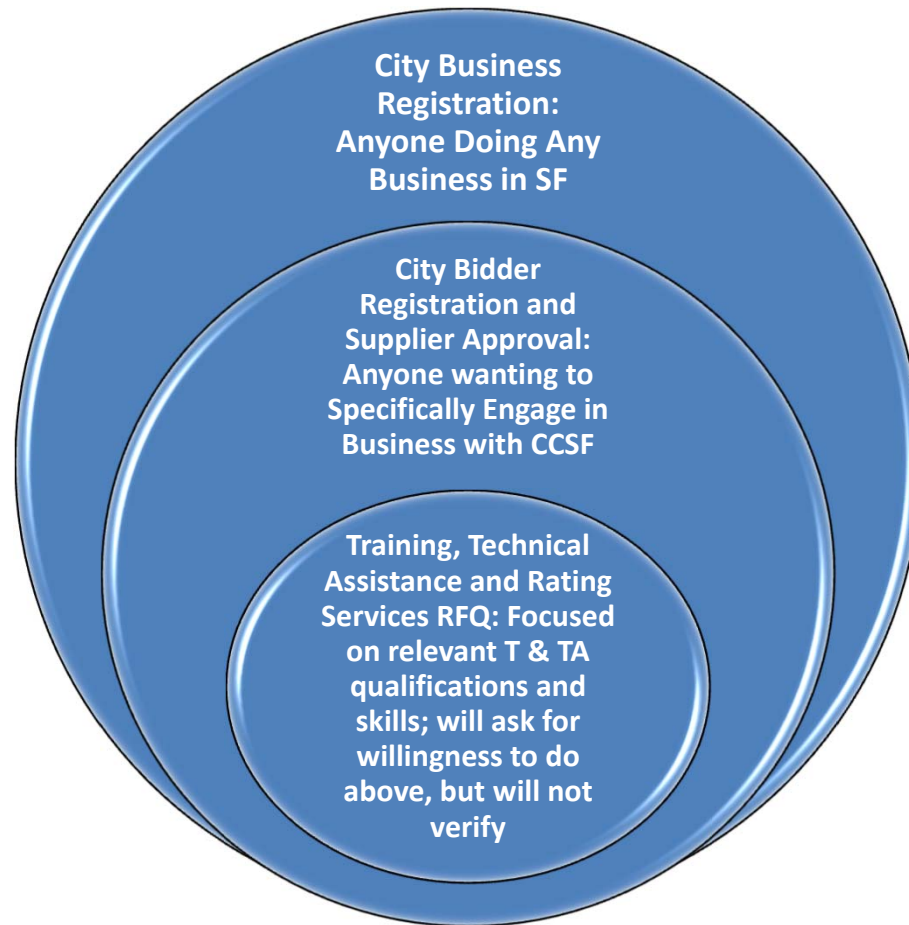 City Business
Registration:
Anyone Doing Any
Business in SF
City Bidder
Registration and
Supplier Approval:
Anyone wanting to
Specifically Engage in
Business with CCSF
Training, Technical
Assistance and Rating
Services RFQ: Focused
on relevant T & TA
qualifications and
skills; will ask for
willingness to do
above, but will not
verify